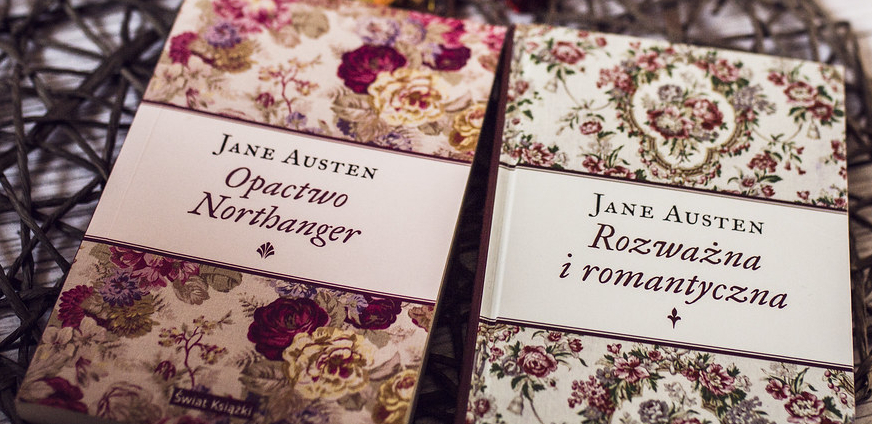 JANE AUSTEN
Opactwo
Northanger
Świat Książki
JANE AUSTEN
Rozważna
i romantyczna